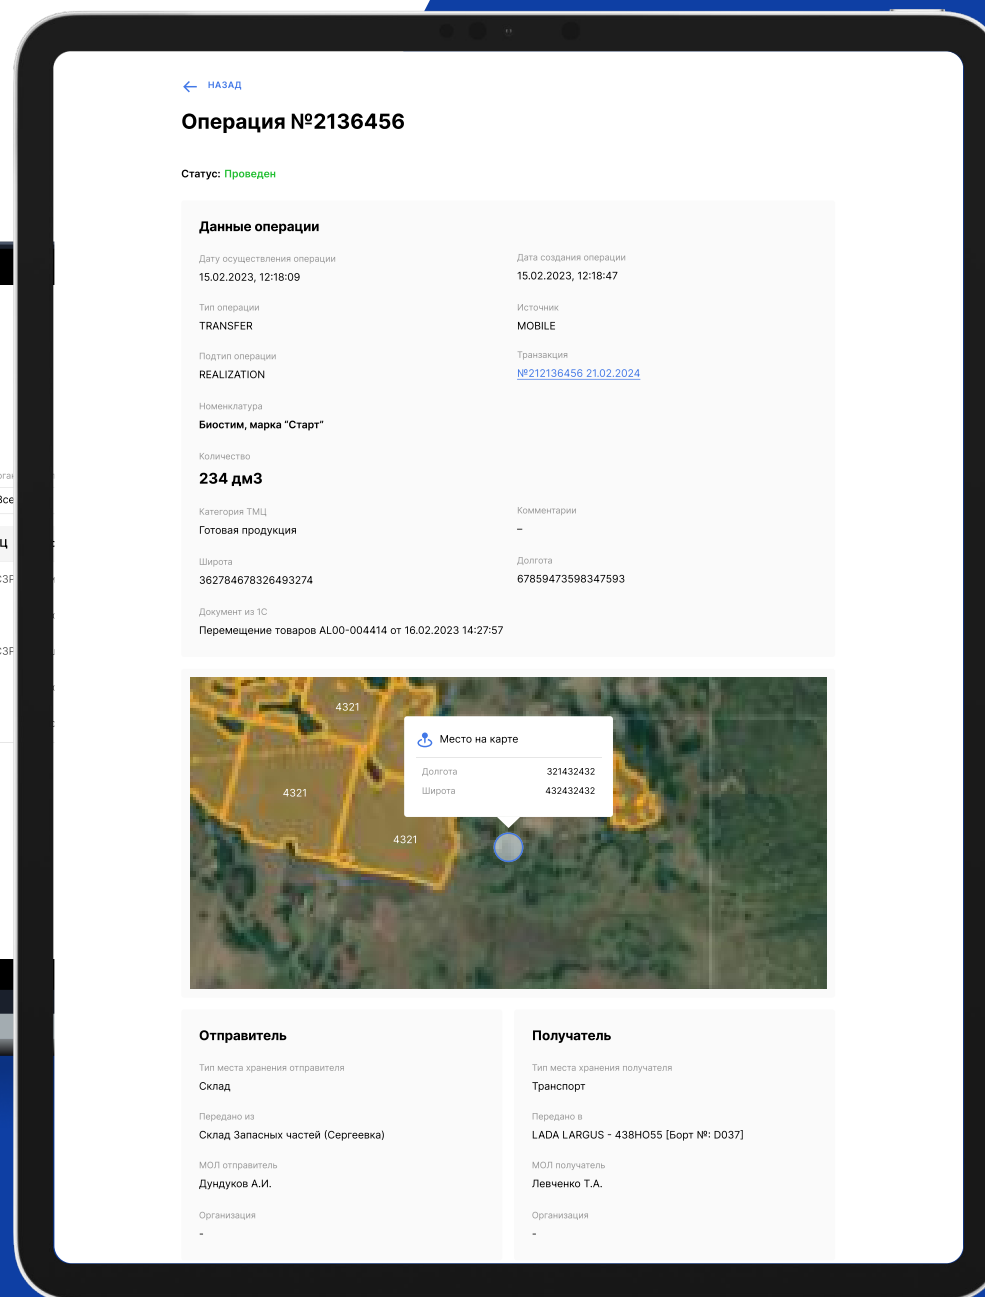 НАЗАД
Операция №2136456
Статус: Проведен
Данные операции
Дату осуществления операции
Дата создания операции
15.02.2023, 12:18:09
15.02.2023, 12:18:47
Тип операции
Источник
TRANSFER
MOBILE
Подтип операции
Транзакция
REALIZATION
№212136456 21.02.2024
Номенклатура
Биостим, марка "Старт"
Количество
234 дм3
Категория ТМЦ
Комментарии
Готовая продукция
–
Широта
Долгота
362784678326493274
67859473598347593
Документ из 1С
Перемещение товаров AL00-004414 от 16.02.2023 14:27:57
4321
4321
4321
Место на карте
Долгота 321432432
Широта 432432432
Отправитель
Тип места хранения отправителя
Склад
Передано из
Склад Запасных частей (Сергеевка)
МОЛ отправитель
Дундуков А.И.
Организация
-
Получатель
Тип места хранения получателя
Транспорт
Передано в
LADA LARGUS - 438НО55 [Борт №: D037]
МОЛ получатель
Левченко Т.А.
Организация
-